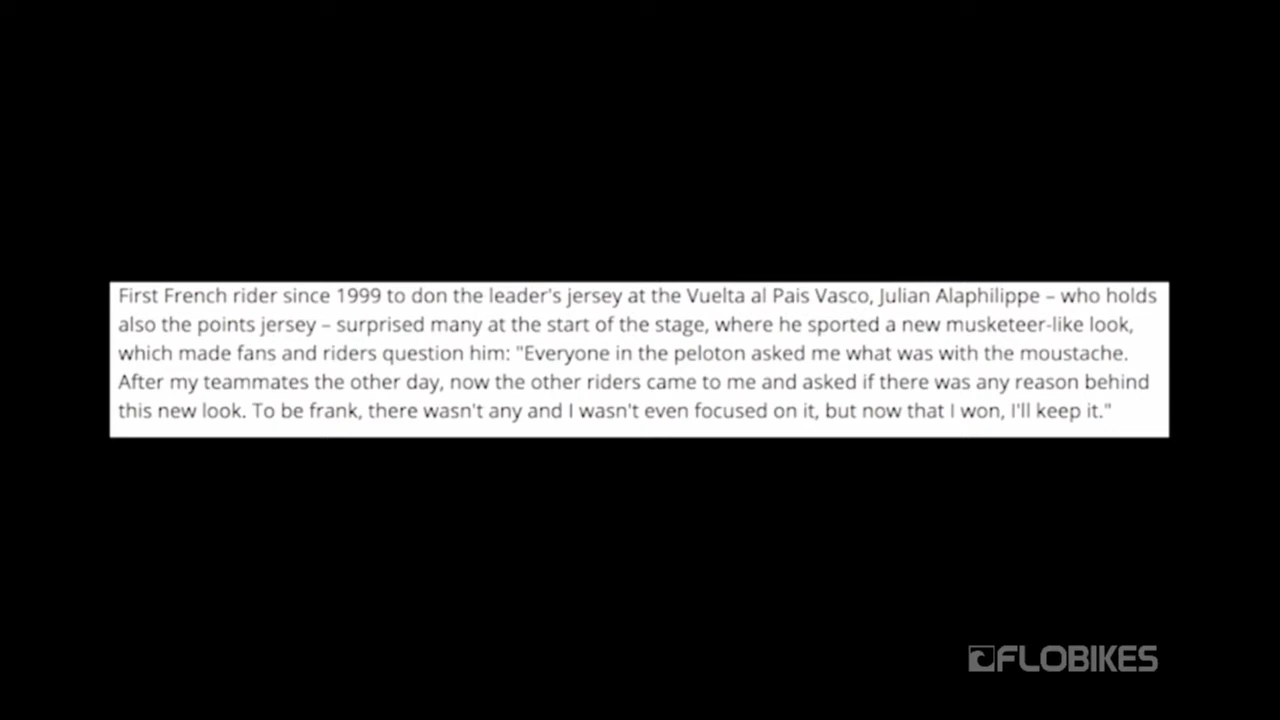 First French rider since 1999 to don the leader's jersey at the Vuelta al Pais Vasco, Julian Alaphilippe – who holds
also the points jersey – surprised many at the start of the stage, where he sported a new musketeer-like look,
which made fans and riders question him: "Everyone in the peloton asked me what was with the moustache.
After my teammates the other day, now the other riders came to me and asked if there was any reason behind
this new look. To be frank, there wasn't any and I wasn't even focused on it, but now that I won, I'll keep it."
FLOBIKES